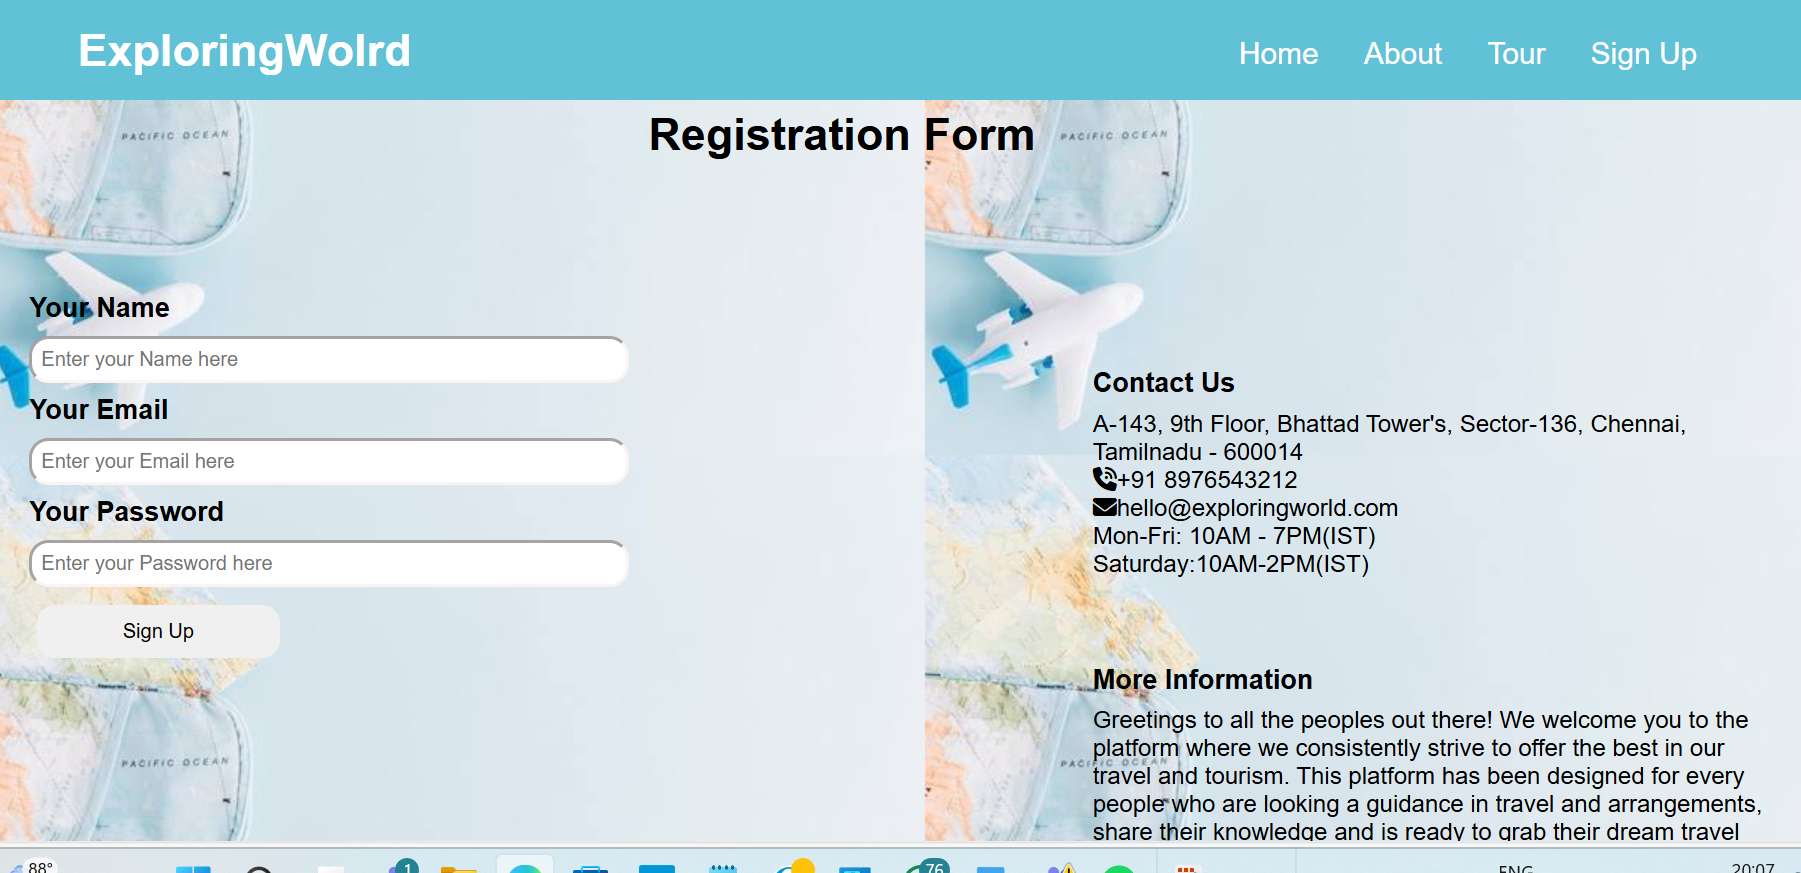 ExploringWolrd
Home About Tour Sign Up
PACIFIC OCEAN
Registration Form
PACIFIC OCEAN
Your Name
Enter your Name here
Your Email
Enter your Email here
Your Password
Enter your Password here
Sign Up
Contact Us
A-143, 9th Floor, Bhattad Tower's, Sector-136, Chennai,
Tamilnadu - 600014
+91 8976543212
hello@exploringworld.com
Mon-Fri: 10AM - 7PM(IST)
Saturday:10AM-2PM(IST)
More Information
Greetings to all the peoples out there! We welcome you to the
platform where we consistently strive to offer the best in our
travel and tourism. This platform has been designed for every
people who are looking a guidance in travel and arrangements,
share their knowledge and is ready to grab their dream travel
PACIFIC OCEAN
PACIFIC OCEAN
88°
1
76
ENG
20:07